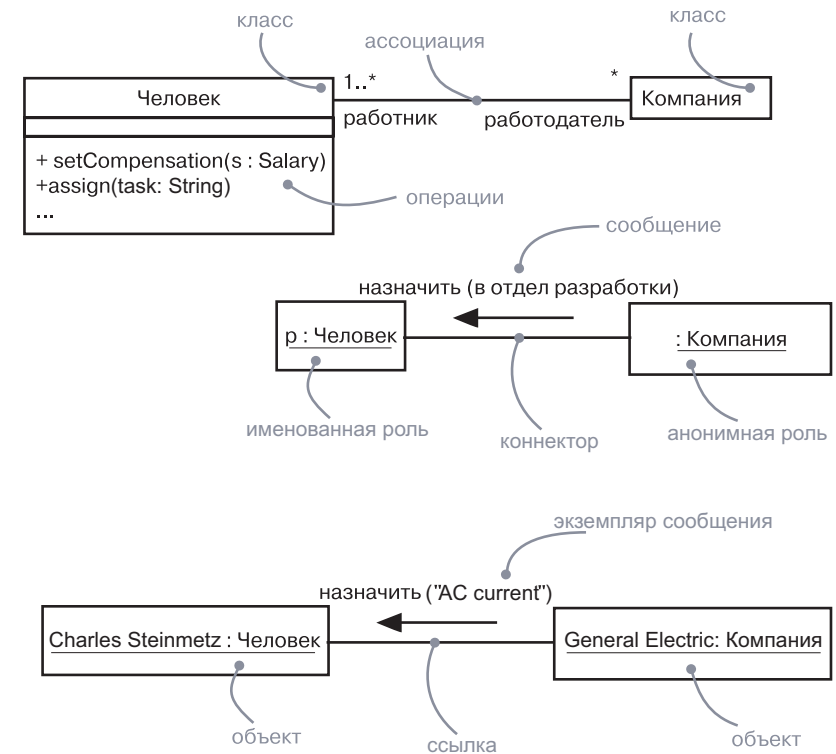 класс
класс
ассоциация
1..*
*
Человек
Компания
работник
работодатель
+ setCompensation(s : Salary)
+assign(task: String)
...
операции
сообщение
назначить (в отдел разработки)
p : Человек
: Компания
именованная роль
коннектор
анонимная роль
экземпляр сообщения
назначить ("AC current")
Charles Steinmetz : Человек
General Electric: Компания
объект
ссылка
объект